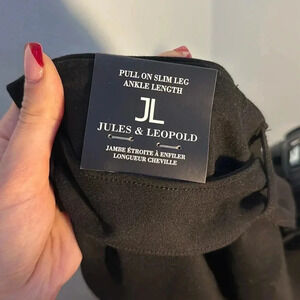 PULL ON SLIM LEG
ANKLE LENGTH
JL
JULES & LEOPOLD
JAMBE ÉTROITE À ENFILER
LONGUEUR CHEVILLE